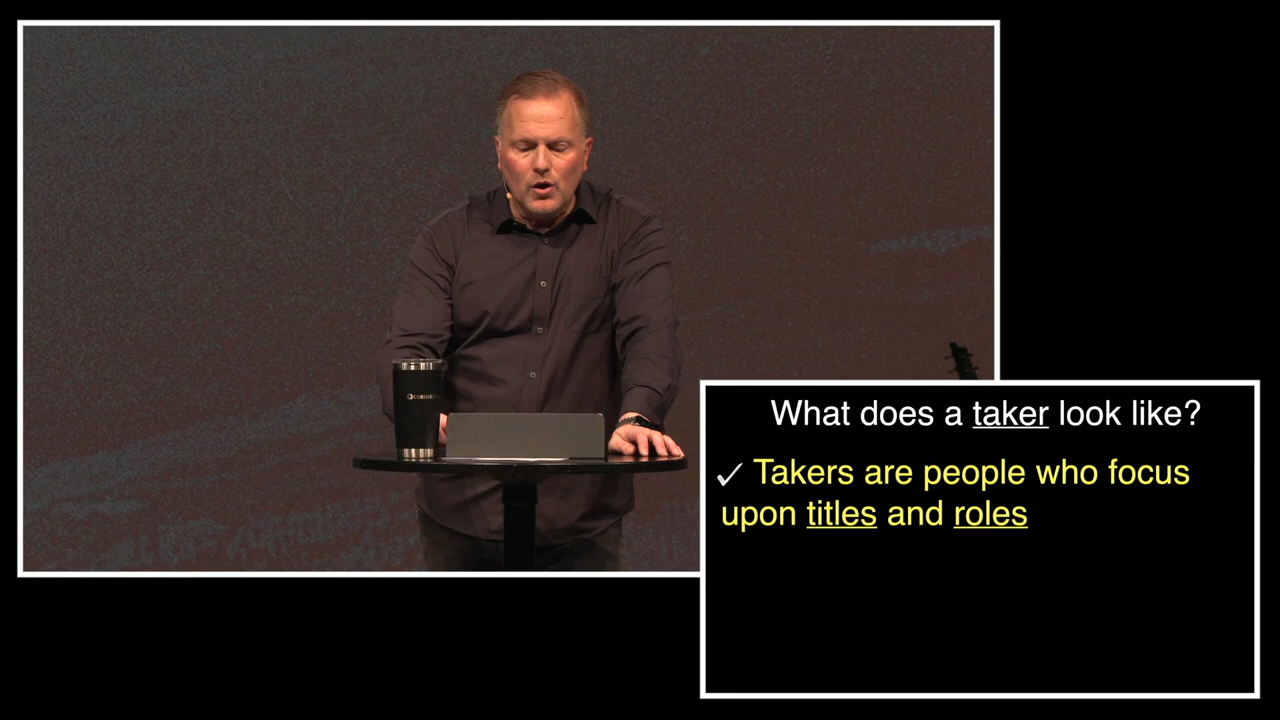 What does a taker look like?
✓ Takers are people who focus
upon titles and roles